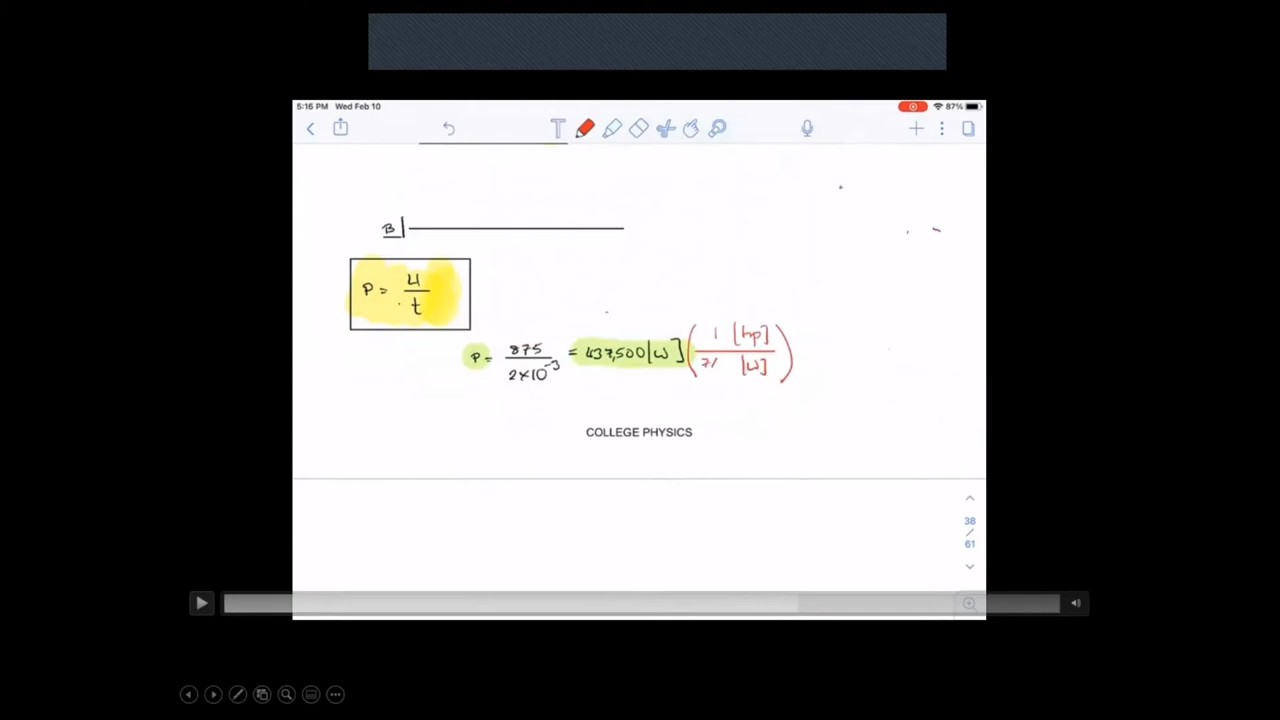 5:16 PM Wed Feb 10
87%
T
B
P = U / t
P = 875 / 2×10⁻³ = 437,500 [W] ( 1 [hp] / 7 [W] )
COLLEGE PHYSICS
38
/
61